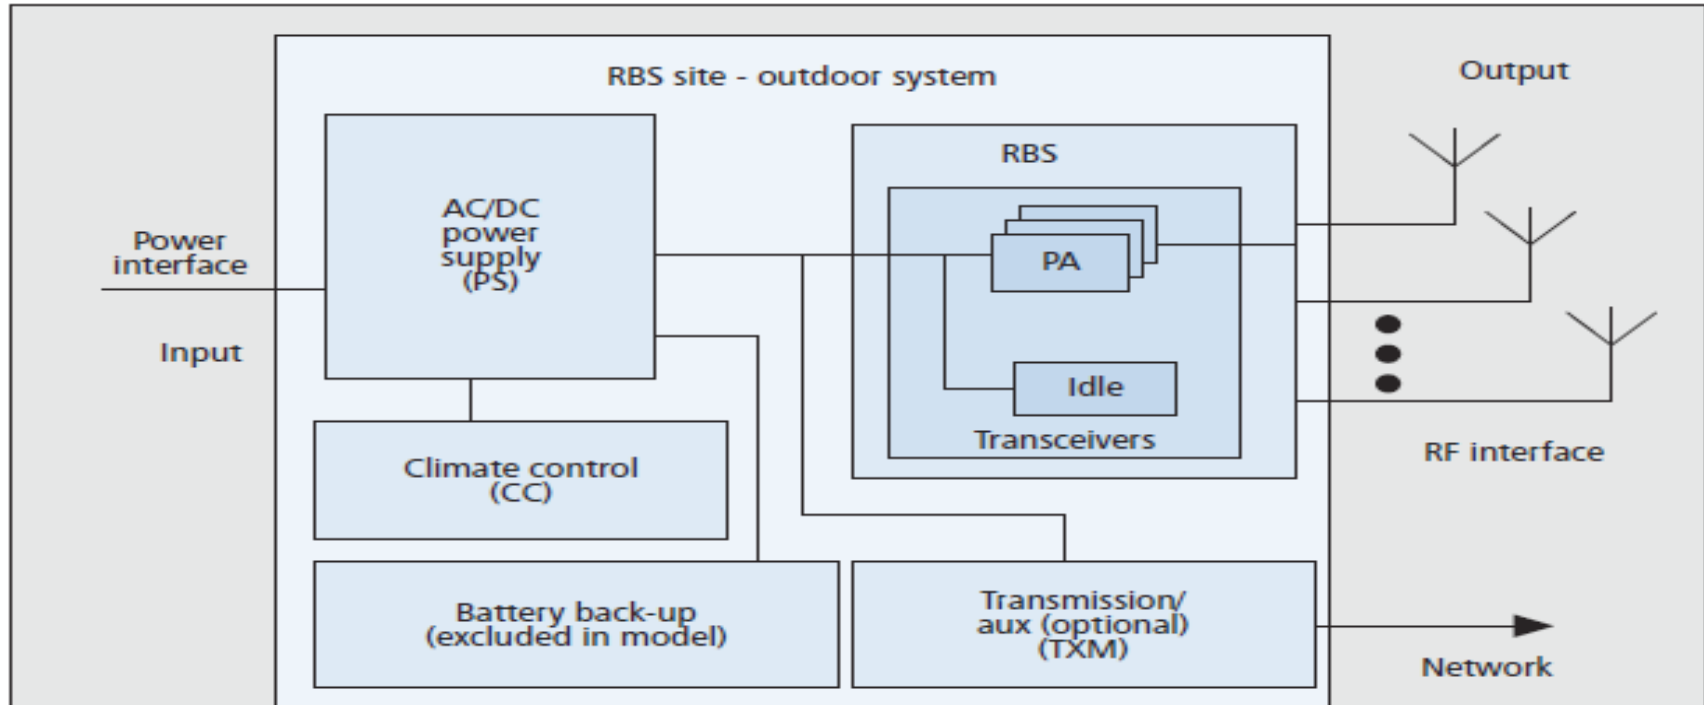 RBS site - outdoor system
Output
RBS
AC/DC
power
supply
(PS)
Power
interface
PA
Input
Idle
Transceivers
RF interface
Climate control
(CC)
Battery back-up
(excluded in model)
Transmission/
aux (optional)
(TXM)
Network